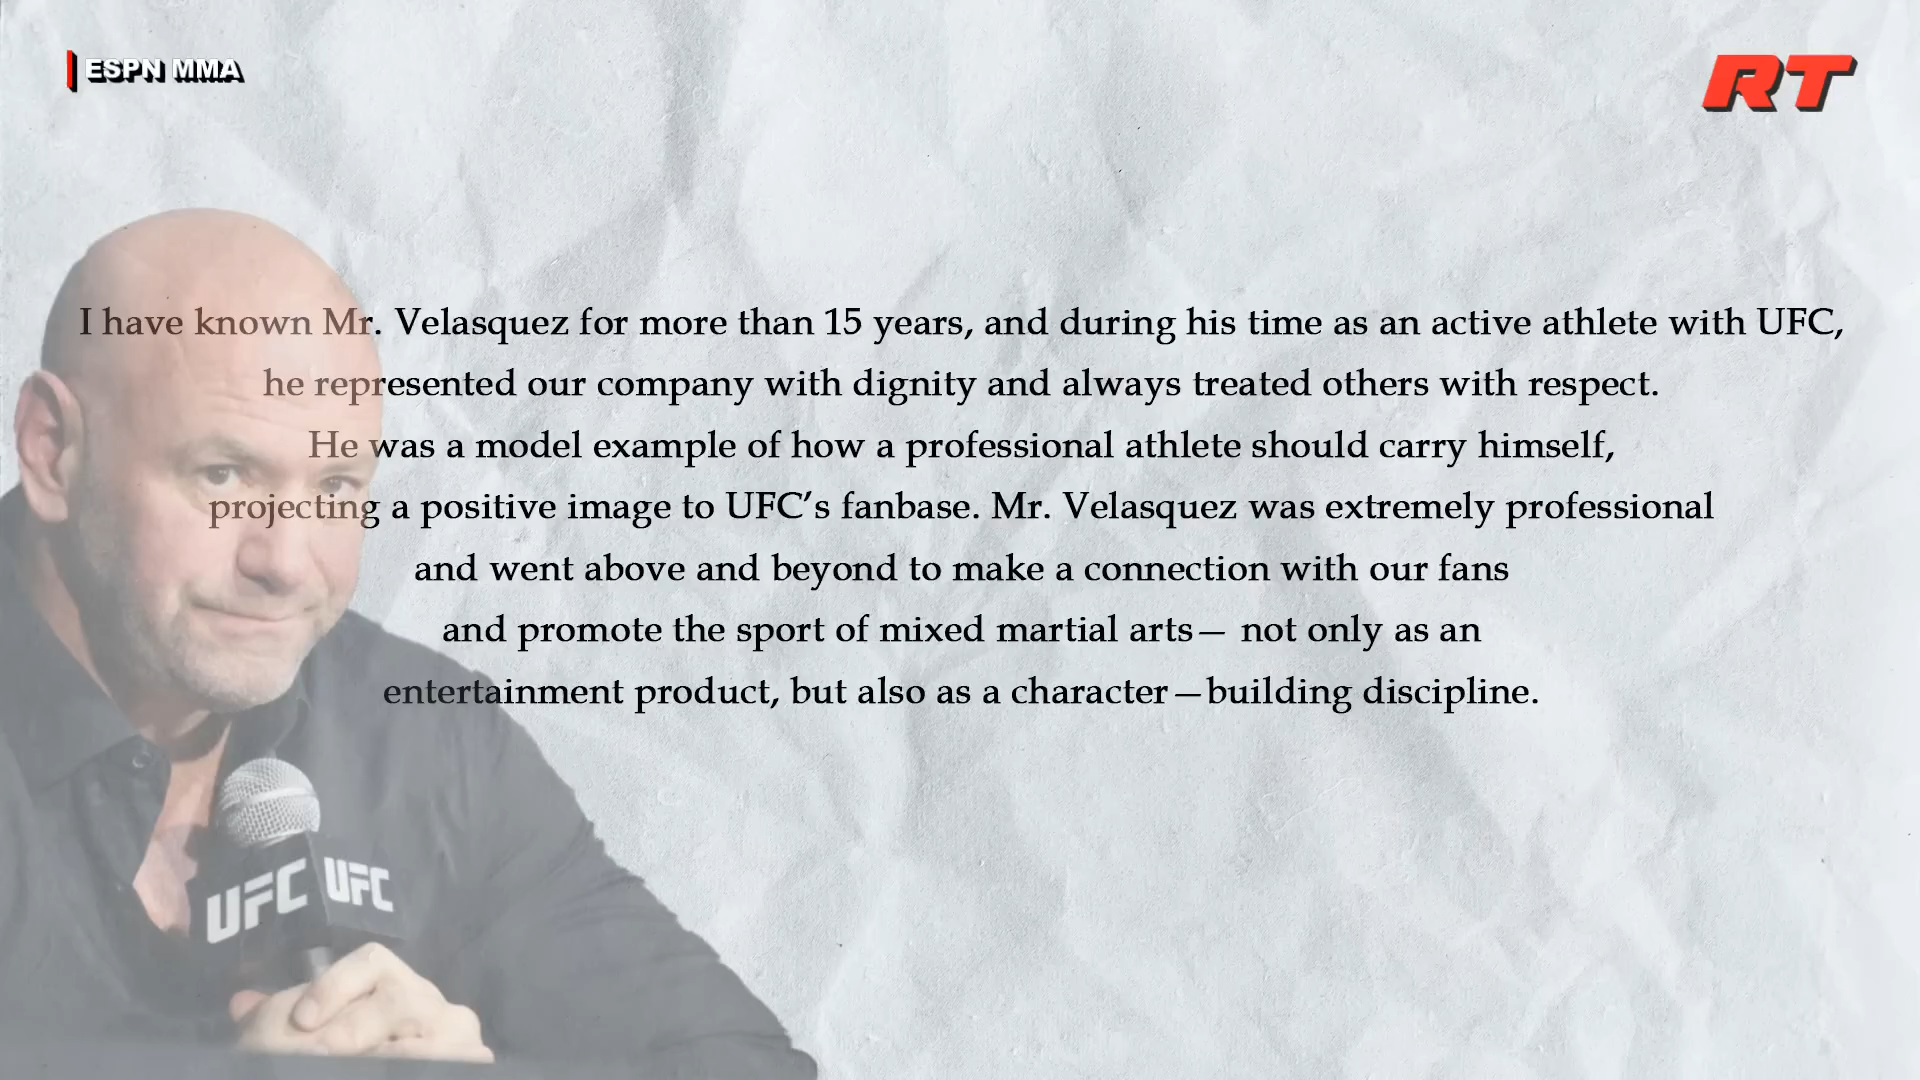 ESPN MMA
RT
I have known Mr. Velasquez for more than 15 years, and during his time as an active athlete with UFC,
he represented our company with dignity and always treated others with respect.
He was a model example of how a professional athlete should carry himself,
projecting a positive image to UFC’s fanbase. Mr. Velasquez was extremely professional
and went above and beyond to make a connection with our fans
and promote the sport of mixed martial arts— not only as an
entertainment product, but also as a character—building discipline.
UFC UFC